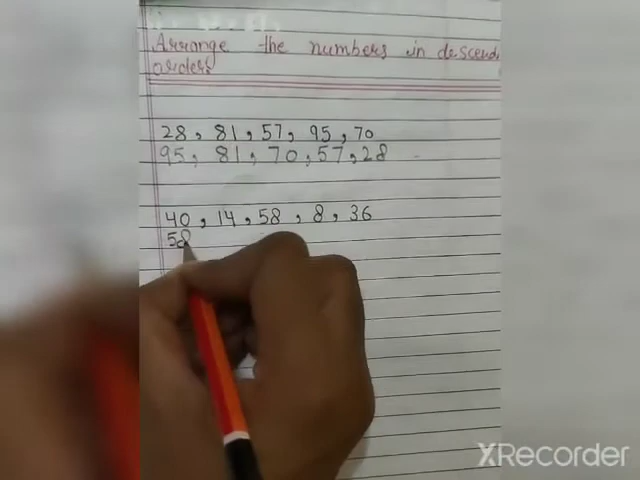 Arrange the numbers in descend
order:
28, 81, 57, 95, 70
95, 81, 70, 57, 28
40, 14, 58, 8, 36
58
XRecorder